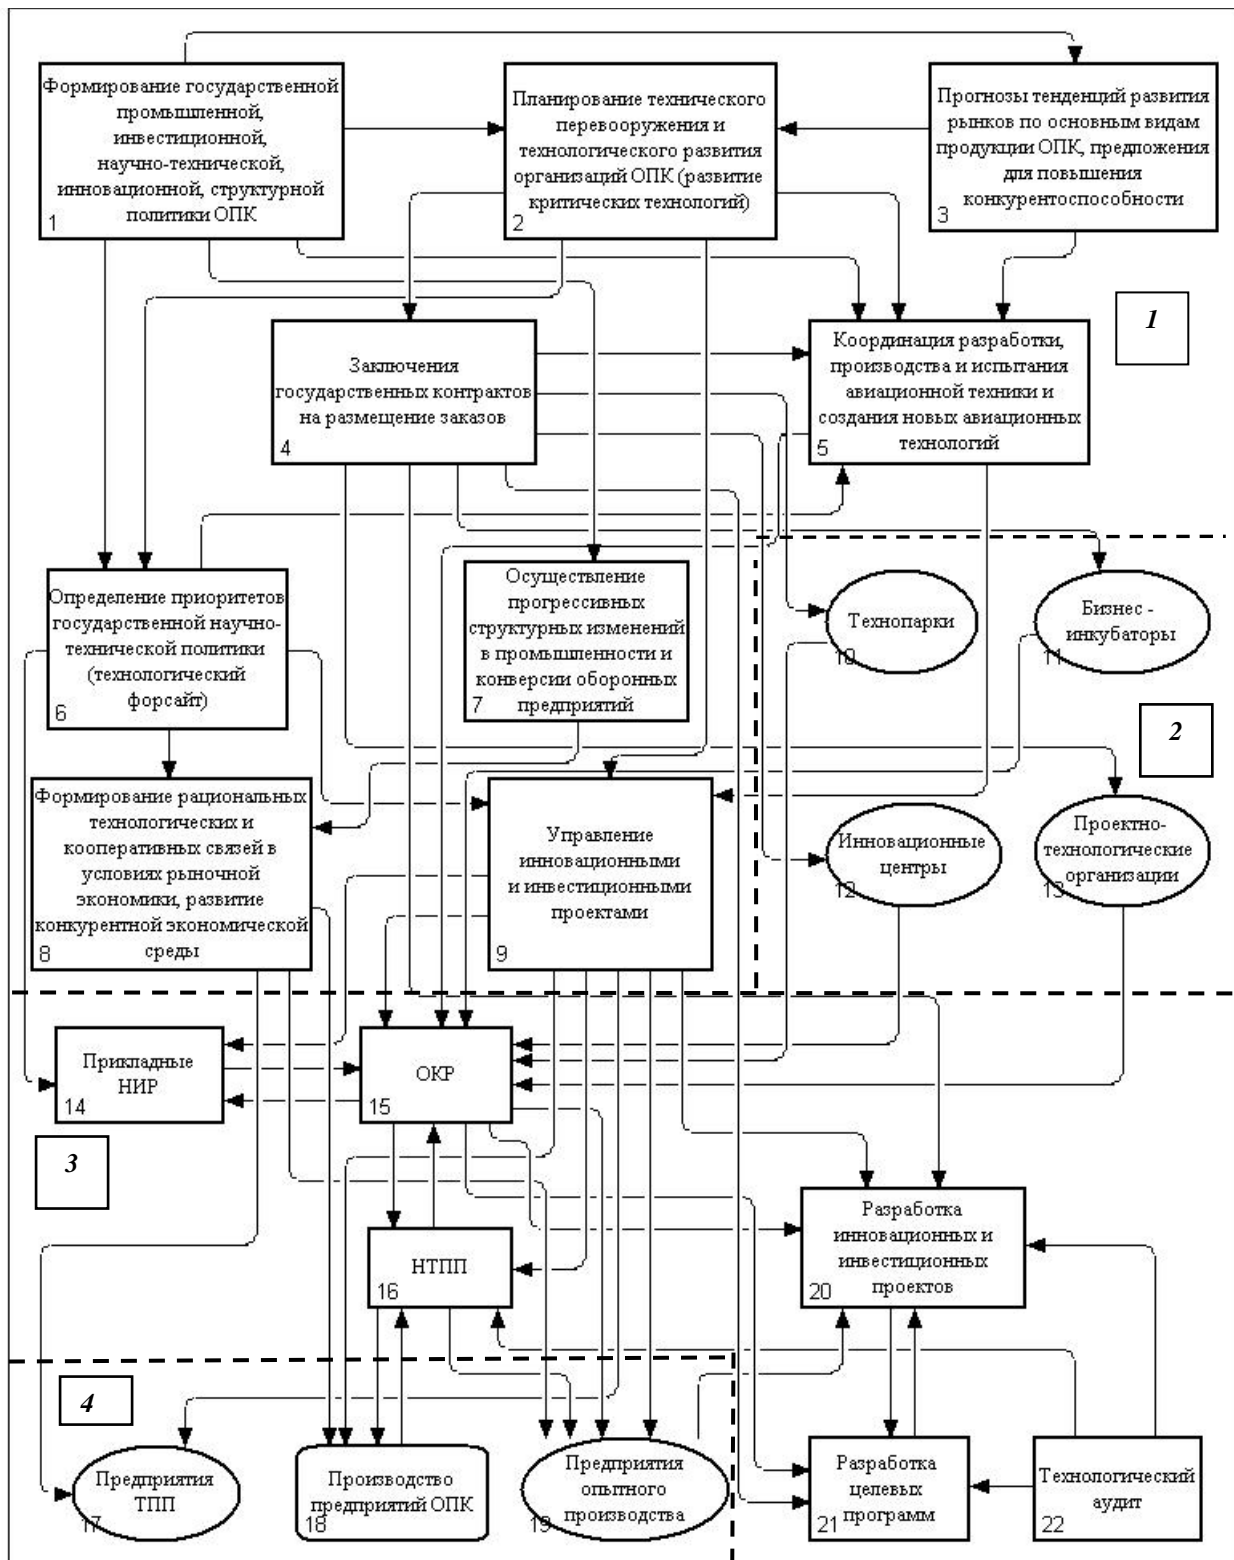 Формирование государственной
промышленной,
инвестиционной,
научно-технической,
инновационной, структурной
политики ОПК
1
Планирование технического
перевооружения и
технологического развития
организаций ОПК (развитие
критических технологий)
2
Прогнозы тенденций развития
рынков по основным видам
продукции ОПК, предложения
для повышения
конкурентоспособности
3
1
Заключения
государственных контрактов
на размещение заказов
4
Координация разработки,
производства и испытания
авиационной техники и
создания новых авиационных
технологий
5
Определение приоритетов
государственной научно-
технической политики
(технологический
форсайт)
6
Осуществление
прогрессивных
структурных изменений
в промышленности и
конверсии оборонных
предприятий
7
Технопарки
10
Бизнес -
инкубаторы
11
2
Формирование рациональных
технологических и
кооперативных связей в
условиях рыночной
экономики, развитие
конкурентной экономической
среды
8
Управление
инновационными
и инвестиционными
проектами
9
Инновационные
центры
12
Проектно-
технологические
организации
13
Прикладные
НИР
14
ОКР
15
3
НТПП
16
Разработка
инновационных и
инвестиционных
проектов
20
4
Предприятия
ТПП
17
Производство
предприятий ОПК
18
Предприятия
опытного
производства
19
Разработка
целевых
программ
21
Технологический
аудит
22